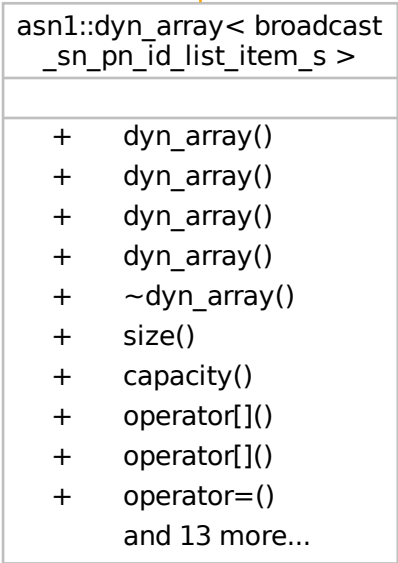 asn1::dyn_array< broadcast
_sn_pn_id_list_item_s >
+ dyn_array()
+ dyn_array()
+ dyn_array()
+ dyn_array()
+ ~dyn_array()
+ size()
+ capacity()
+ operator[]()
+ operator[]()
+ operator=()
and 13 more...